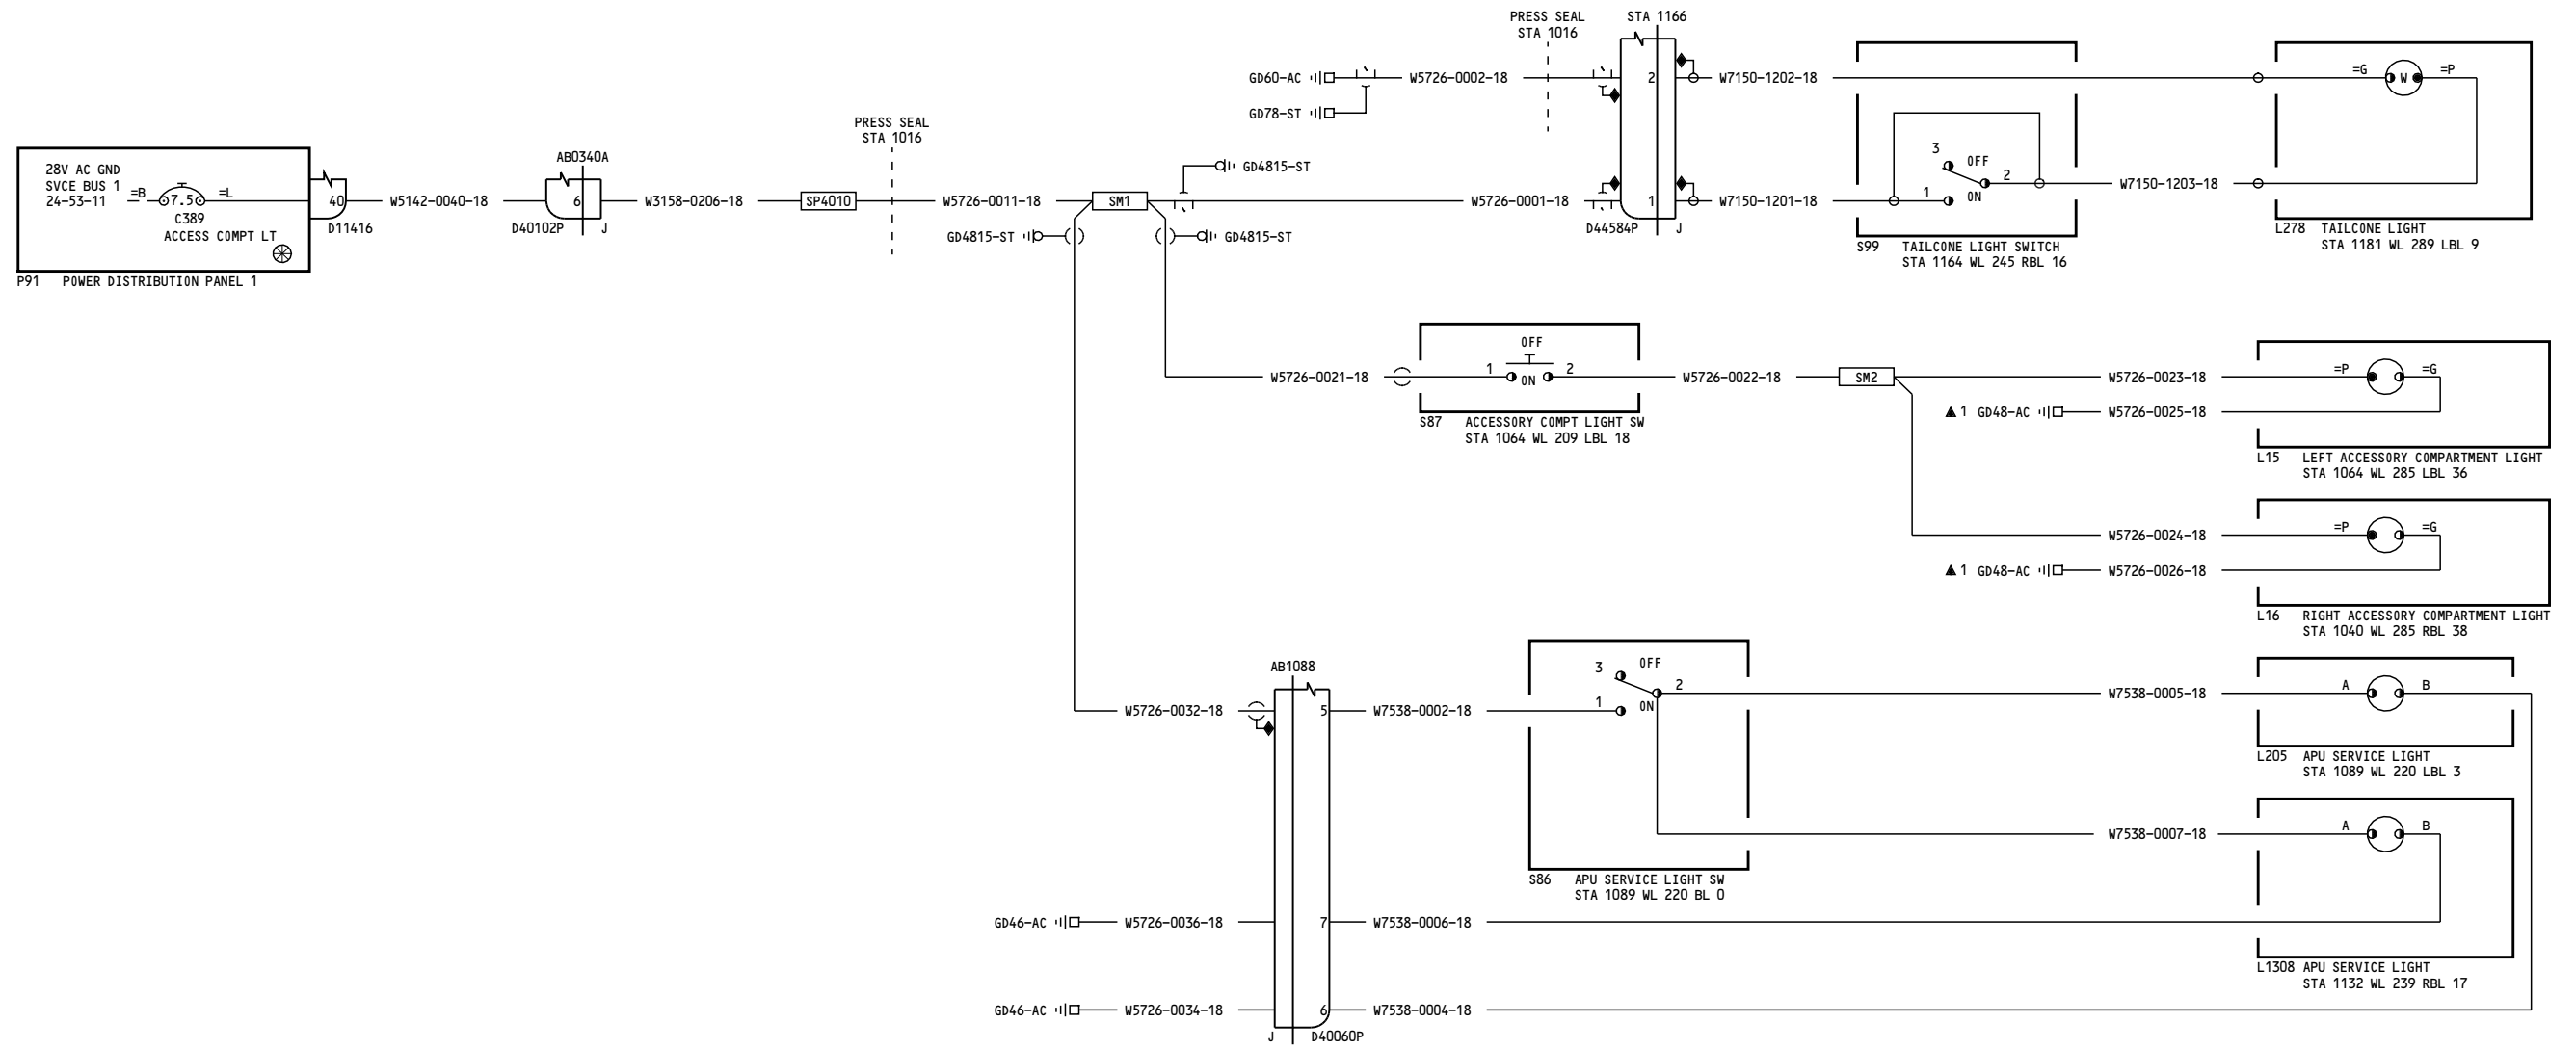 PRESS SEAL
STA 1016
STA 1166
GD60-AC
W5726-0002-18
2
W7150-1202-18
=G
W
=P
GD78-ST
PRESS SEAL
STA 1016
28V AC GND
SVCE BUS 1
24-53-11
=B
7.5
=L
C389
ACCESS COMPT LT
40
D11416
P91 POWER DISTRIBUTION PANEL 1
W5142-0040-18
AB0340A
6
D40102P
J
W3158-0206-18
SP4010
W5726-0011-18
SM1
GD4815-ST
GD4815-ST
GD4815-ST
W5726-0001-18
1
D44584P
J
W7150-1201-18
3
OFF
2
1
ON
W7150-1203-18
S99 TAILCONE LIGHT SWITCH
STA 1164 WL 245 RBL 16
L278 TAILCONE LIGHT
STA 1181 WL 289 LBL 9
W5726-0021-18
OFF
1
ON
2
S87 ACCESSORY COMPT LIGHT SW
STA 1064 WL 209 LBL 18
W5726-0022-18
SM2
W5726-0023-18
=P
=G
1 GD48-AC
W5726-0025-18
L15 LEFT ACCESSORY COMPARTMENT LIGHT
STA 1064 WL 285 LBL 36
W5726-0024-18
=P
=G
1 GD48-AC
W5726-0026-18
L16 RIGHT ACCESSORY COMPARTMENT LIGHT
STA 1040 WL 285 RBL 38
AB1088
W5726-0032-18
5
W7538-0002-18
3
OFF
2
1
ON
W7538-0005-18
A
B
L205 APU SERVICE LIGHT
STA 1089 WL 220 LBL 3
W7538-0007-18
A
B
S86 APU SERVICE LIGHT SW
STA 1089 WL 220 BL 0
GD46-AC
W5726-0036-18
7
W7538-0006-18
L1308 APU SERVICE LIGHT
STA 1132 WL 239 RBL 17
GD46-AC
W5726-0034-18
6
W7538-0004-18
J
D40060P